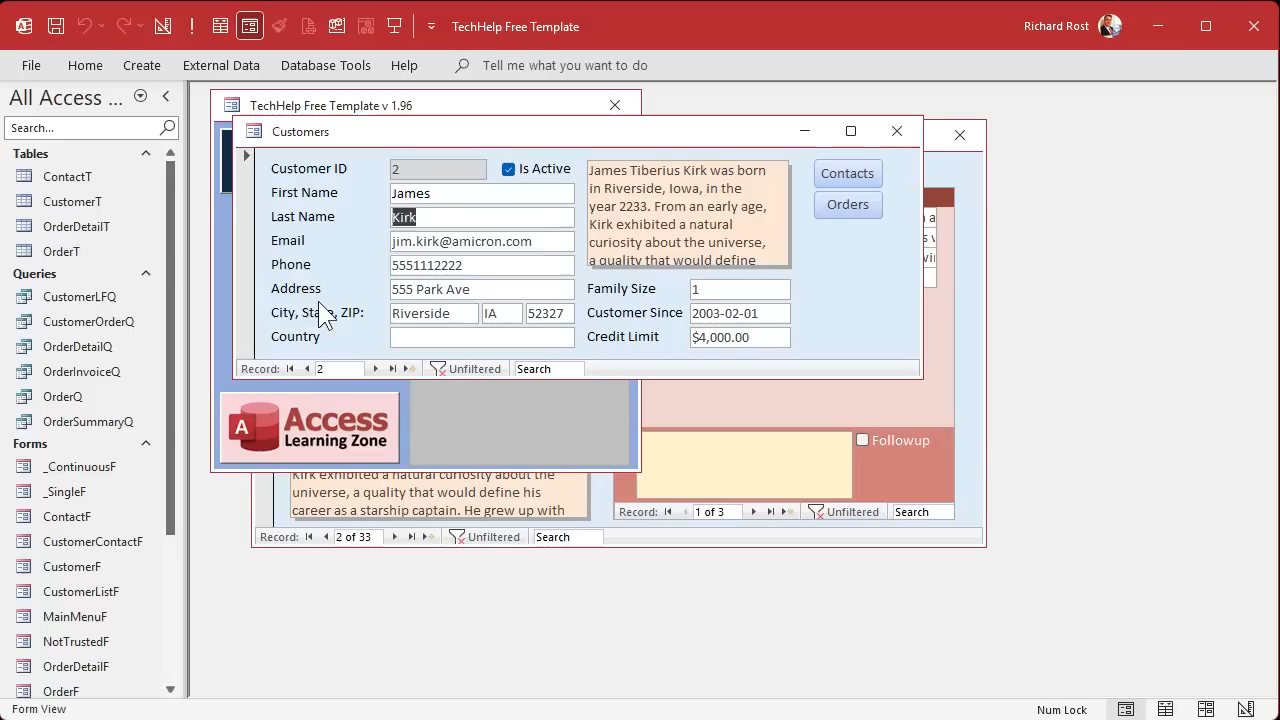 TechHelp Free Template
Richard Rost
File
Home
Create
External Data
Database Tools
Help
Tell me what you want to do
All Access ...
Search...
Tables
ContactT
CustomerT
OrderDetailT
OrderT
Queries
CustomerLFQ
CustomerOrderQ
OrderDetailQ
OrderInvoiceQ
OrderQ
OrderSummaryQ
Forms
_ContinuousF
_SingleF
ContactF
CustomerContactF
CustomerF
CustomerListF
MainMenuF
NotTrustedF
OrderDetailF
OrderF
TechHelp Free Template v 1.96
Customers
Customer ID 2
Is Active
First Name James
Last Name Kirk
Email jim.kirk@amicron.com
Phone 5551112222
Address 555 Park Ave
City, State, ZIP: Riverside IA 52327
Country
James Tiberius Kirk was born
in Riverside, Iowa, in the
year 2233. From an early age,
Kirk exhibited a natural
curiosity about the universe,
a quality that would define
Family Size 1
Customer Since 2003-02-01
Credit Limit $4,000.00
Contacts
Orders
Record: 2 Unfiltered Search
A Access
Learning Zone
Kirk exhibited a natural curiosity about the
universe, a quality that would define his
career as a starship captain. He grew up with
Followup
Record: 1 of 3 Unfiltered Search
Record: 2 of 33 Unfiltered Search
Form View
Num Lock